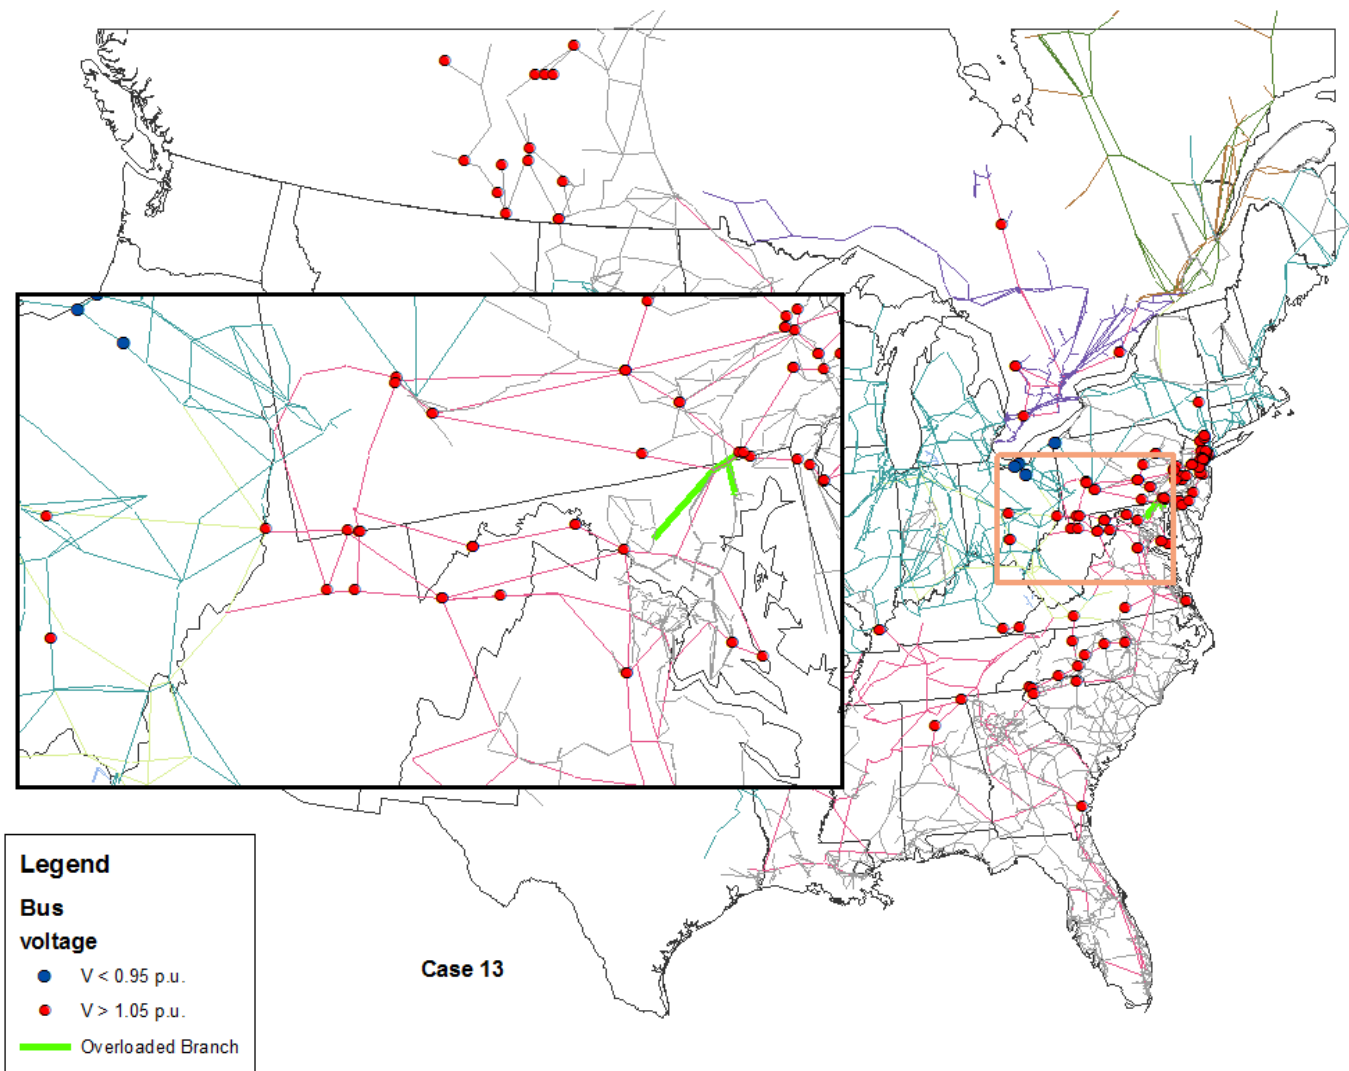 Case 13
Legend
Bus
voltage
V < 0.95 p.u.
V > 1.05 p.u.
Overloaded Branch